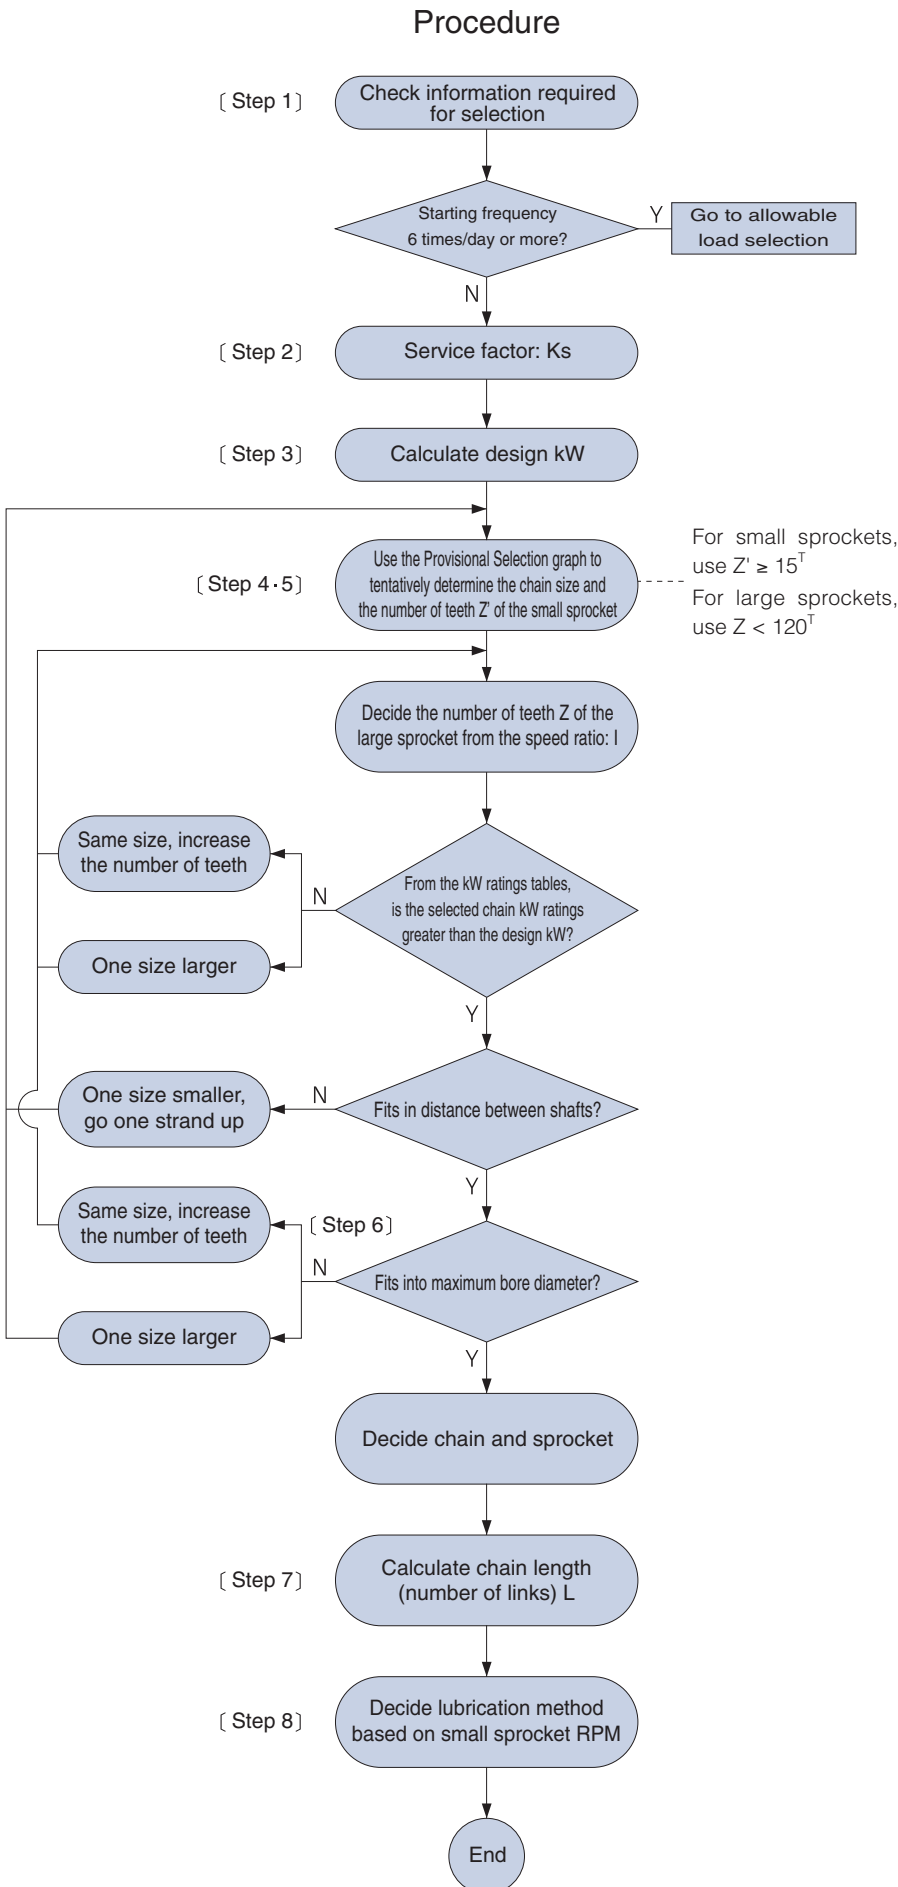 Procedure
〔 Step 1〕
Check information required
for selection
Starting frequency
6 times/day or more?
Y
Go to allowable
load selection
N
〔 Step 2〕
Service factor: Ks
〔 Step 3〕
Calculate design kW
〔 Step 4·5〕
Use the Provisional Selection graph to
tentatively determine the chain size and
the number of teeth Z' of the small sprocket
For small sprockets,
use Z' ≥ 15ᵀ
For large sprockets,
use Z < 120ᵀ
Decide the number of teeth Z of the
large sprocket from the speed ratio: I
Same size, increase
the number of teeth
N
From the kW ratings tables,
is the selected chain kW ratings
greater than the design kW?
One size larger
Y
One size smaller,
go one strand up
N
Fits in distance between shafts?
Y
Same size, increase
the number of teeth
〔 Step 6〕
N
Fits into maximum bore diameter?
One size larger
Y
Decide chain and sprocket
〔 Step 7〕
Calculate chain length
(number of links) L
〔 Step 8〕
Decide lubrication method
based on small sprocket RPM
End